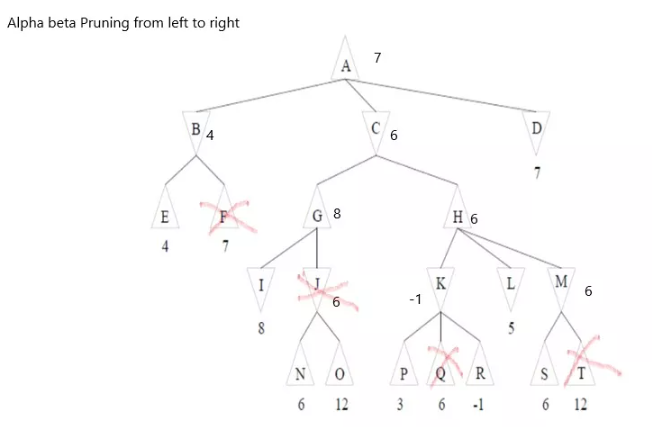 Alpha beta Pruning from left to right
A 7
B 4 C 6 D
7
E F G 8 H 6
4 7
I J K L M 6
-1
6
8 5
N O P Q R S T
6 12 3 6 -1 6 12